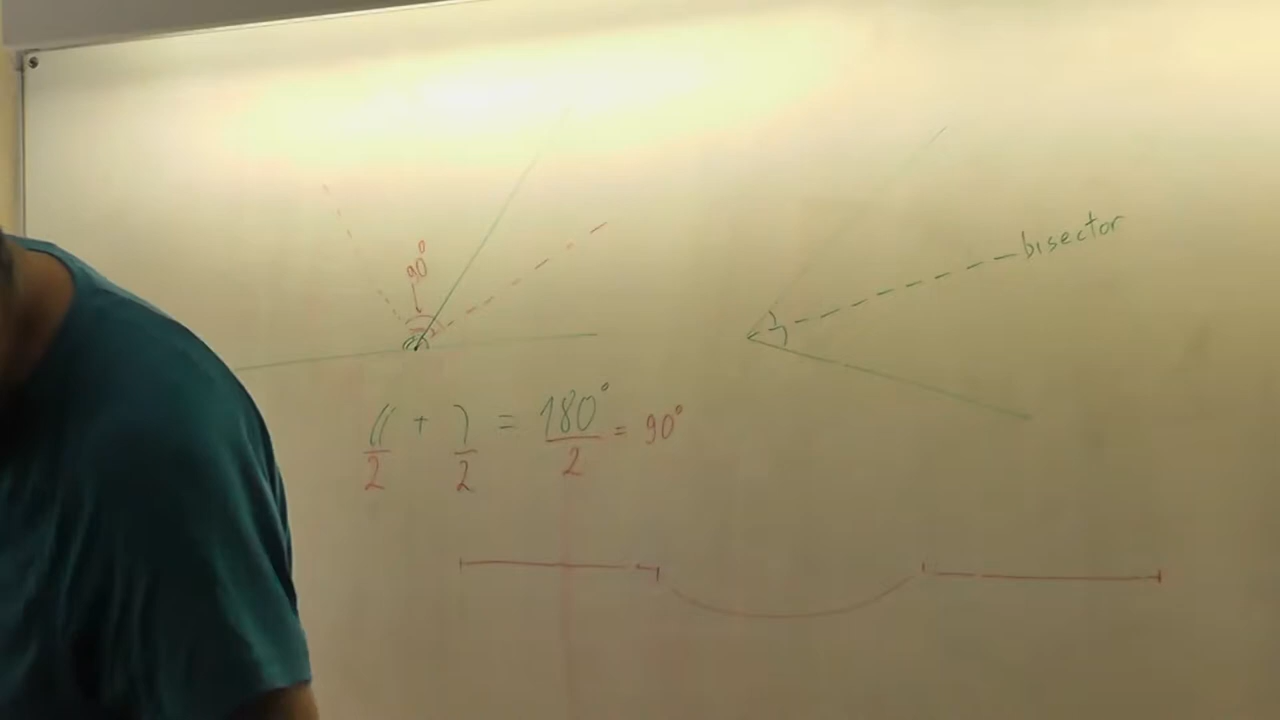 90°
bisector
(( + ) = 180° = 90°
2 2 2